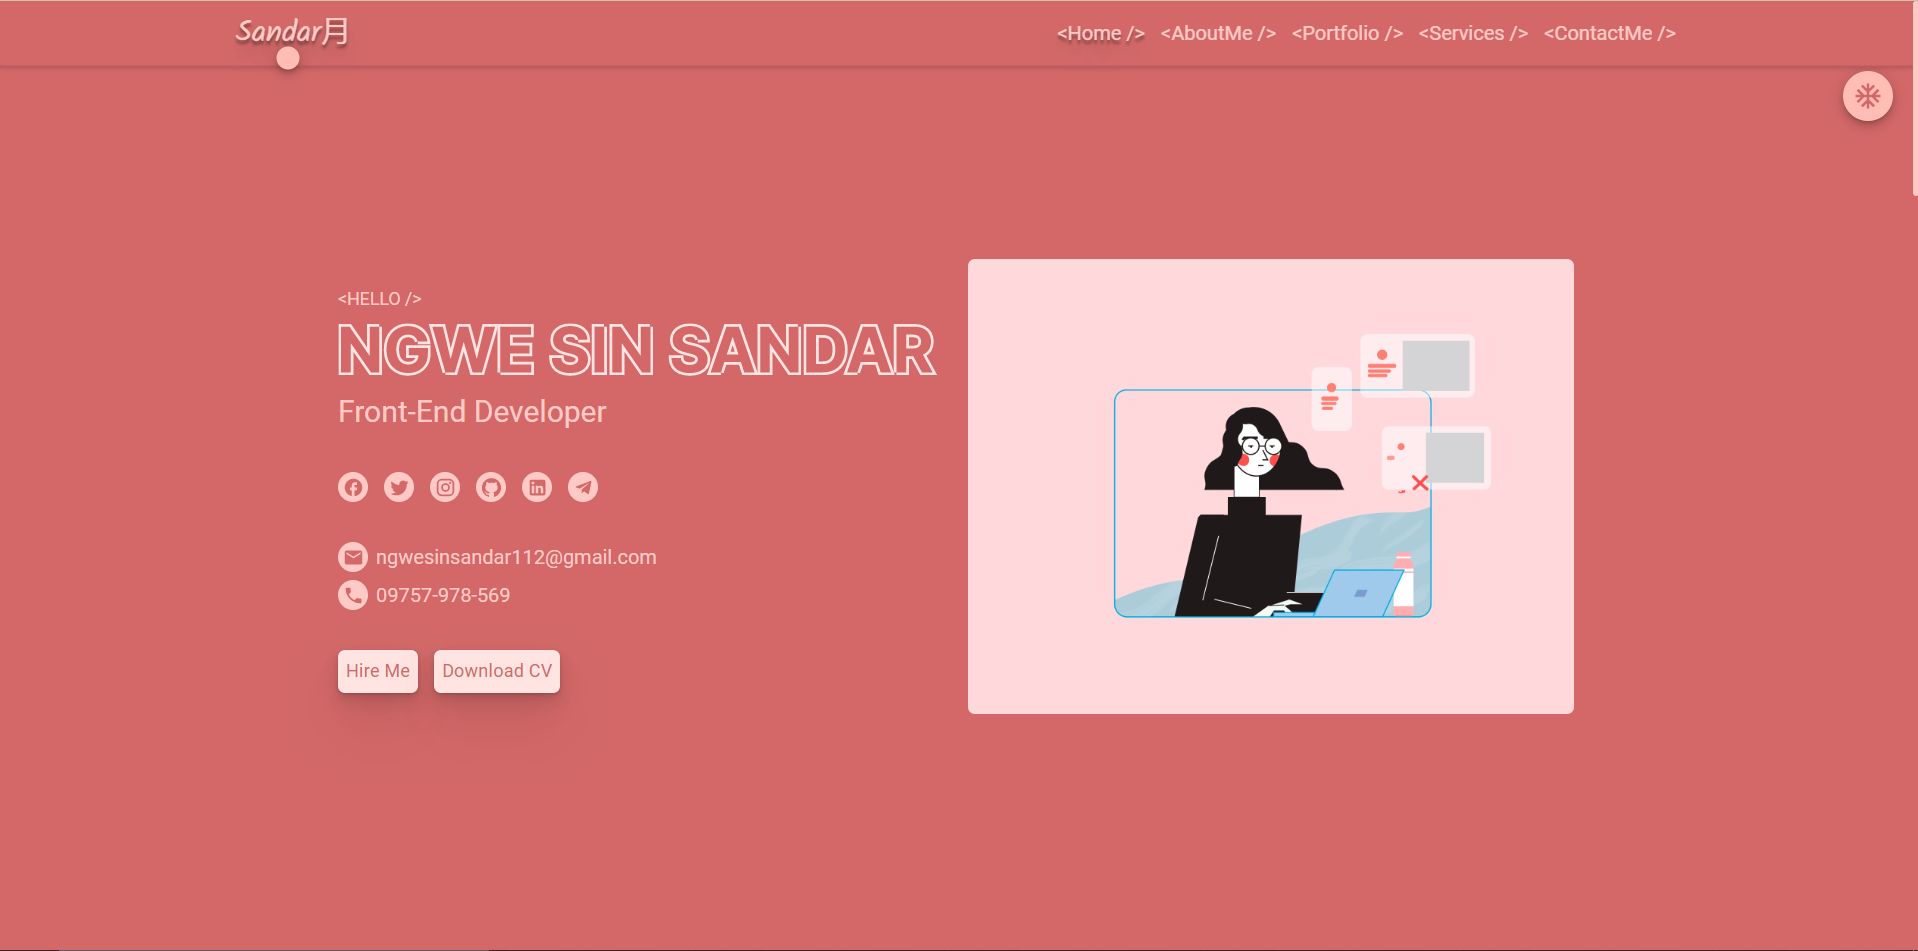 Sandar月
<Home /> <AboutMe /> <Portfolio /> <Services /> <ContactMe />
<HELLO />
NGWE SIN SANDAR
Front-End Developer
ngwesinsandar112@gmail.com
09757-978-569
Hire Me Download CV